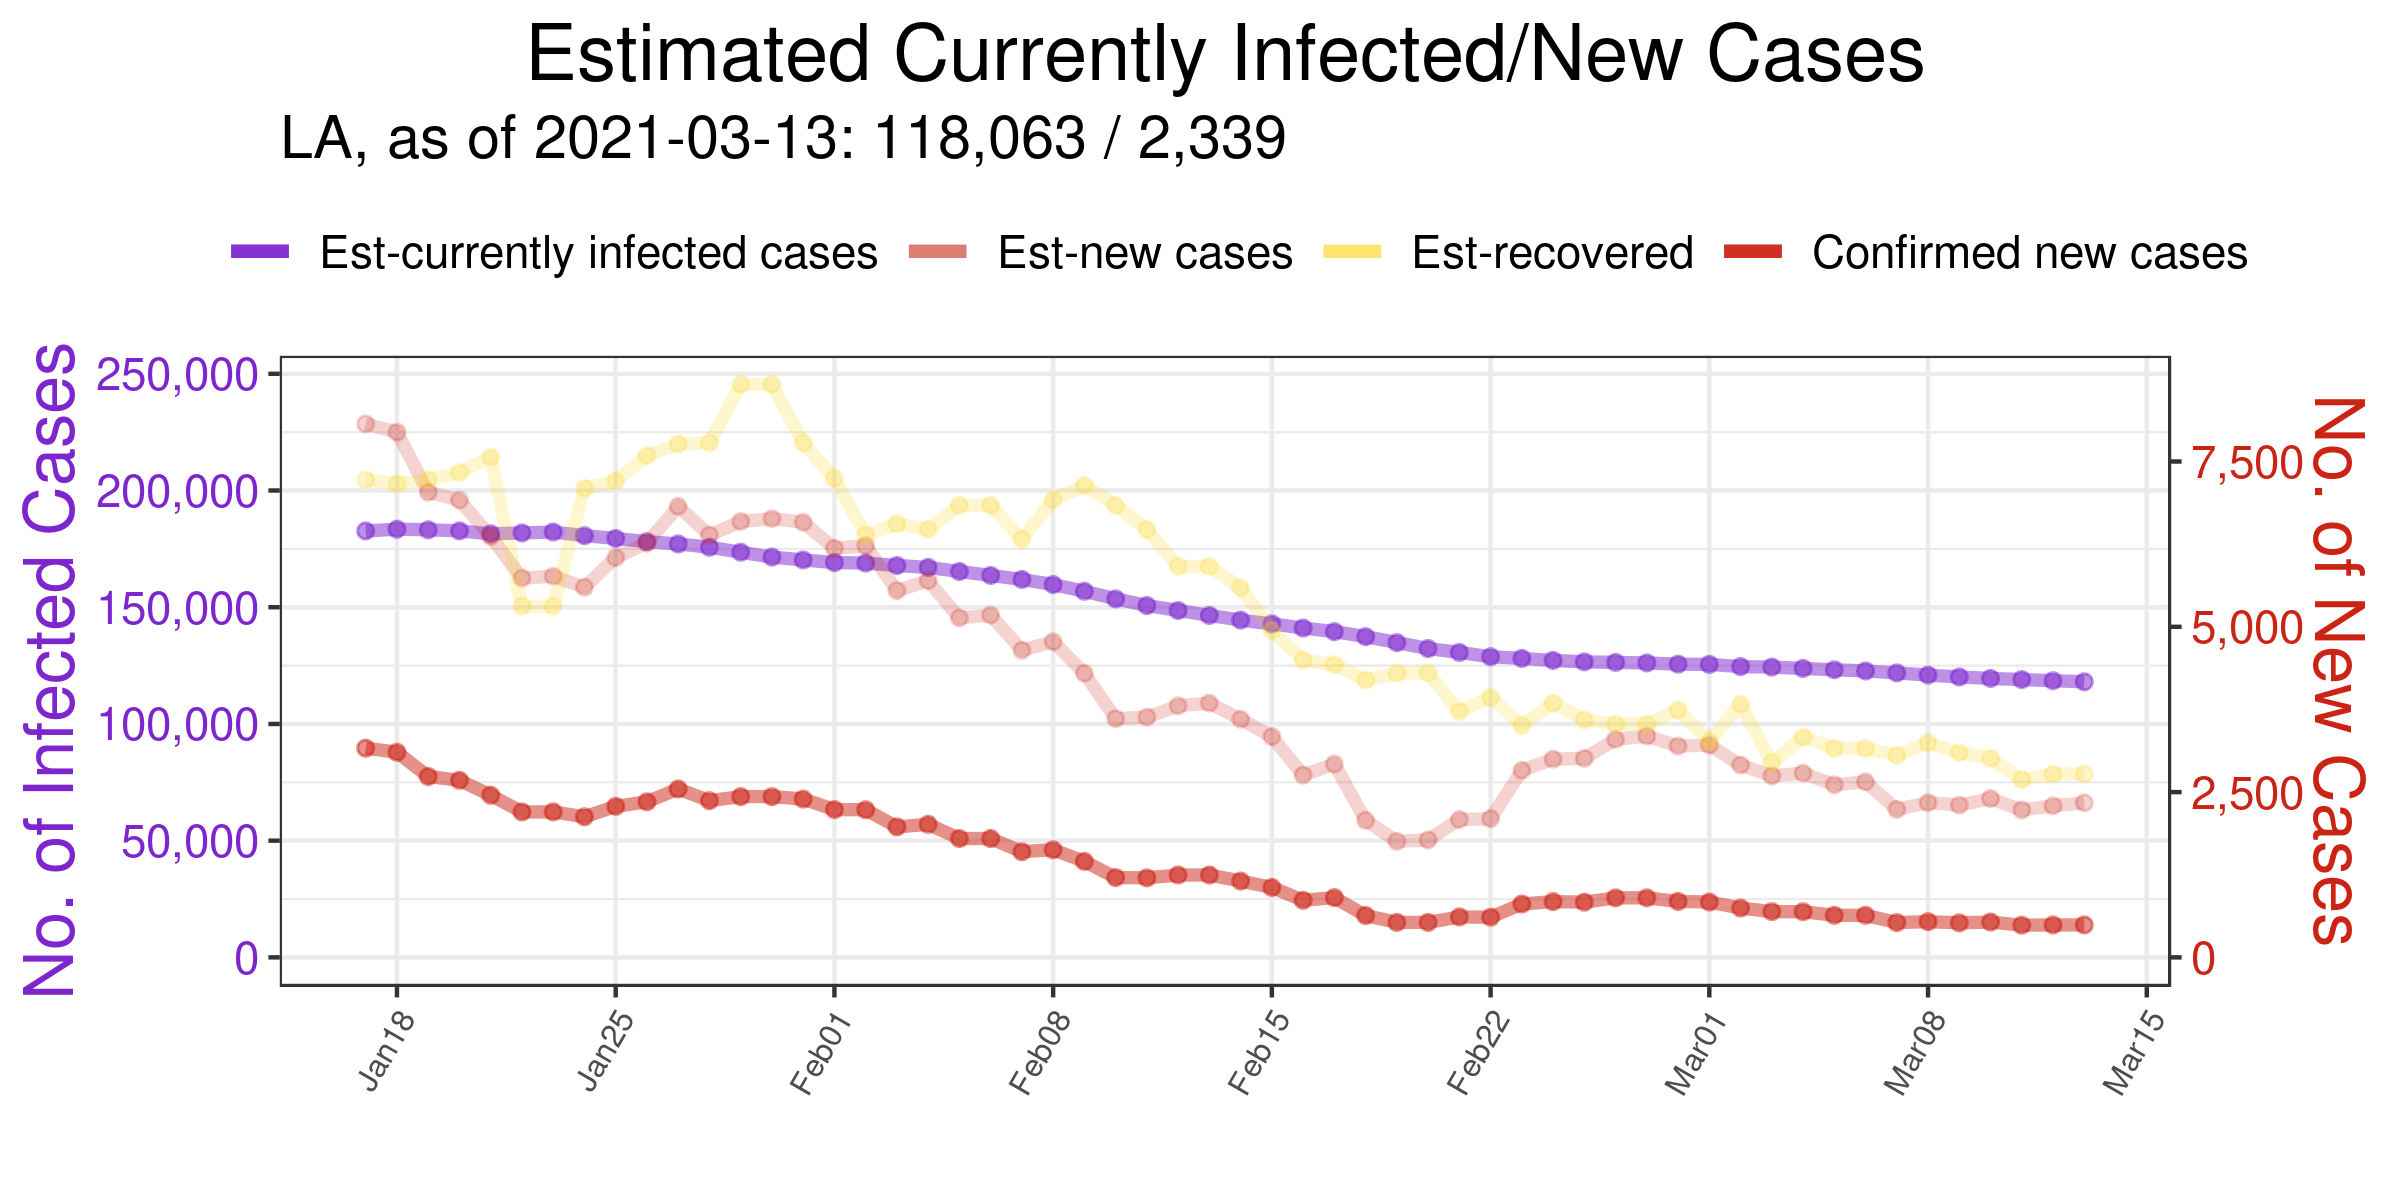 Estimated Currently Infected/New Cases
LA, as of 2021-03-13: 118,063 / 2,339
Est-currently infected cases Est-new cases Est-recovered Confirmed new cases
No. of Infected Cases
250,000
200,000
150,000
100,000
50,000
0
7,500
5,000
2,500
0
No. of New Cases
Jan18 Jan25 Feb01 Feb08 Feb15 Feb22 Mar01 Mar08 Mar15